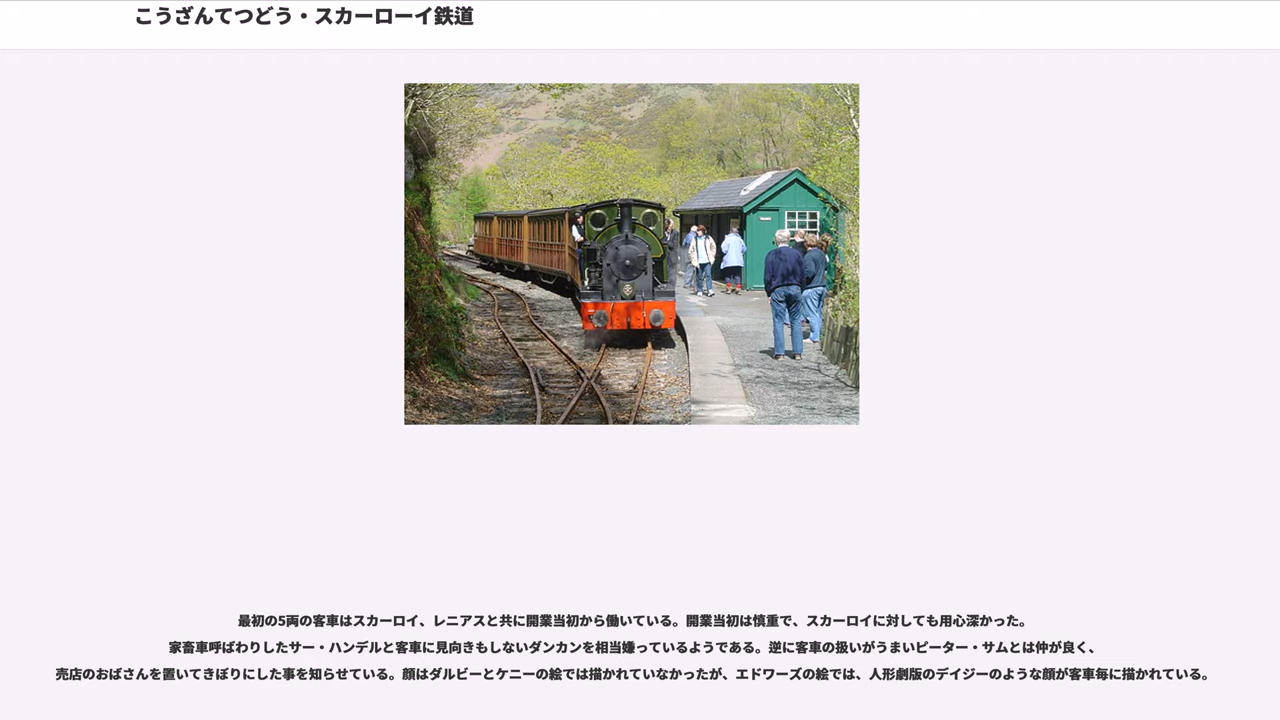 こうざんてつどう・スカーローイ鉄道
最初の5両の客車はスカーロイ、レニアスと共に開業当初から働いている。開業当初は慎重で、スカーロイに対しても用心深かった。
家畜車呼ばわりしたサー・ハンデルと客車に見向きもしないダンカンを相当嫌っているようである。逆に客車の扱いがうまいピーター・サムとは仲が良く、
売店のおばさんを置いてきぼりにした事を知らせている。顔はダルビーとケニーの絵では描かれていなかったが、エドワーズの絵では、人形劇版のデイジーのような顔が客車毎に描かれている。